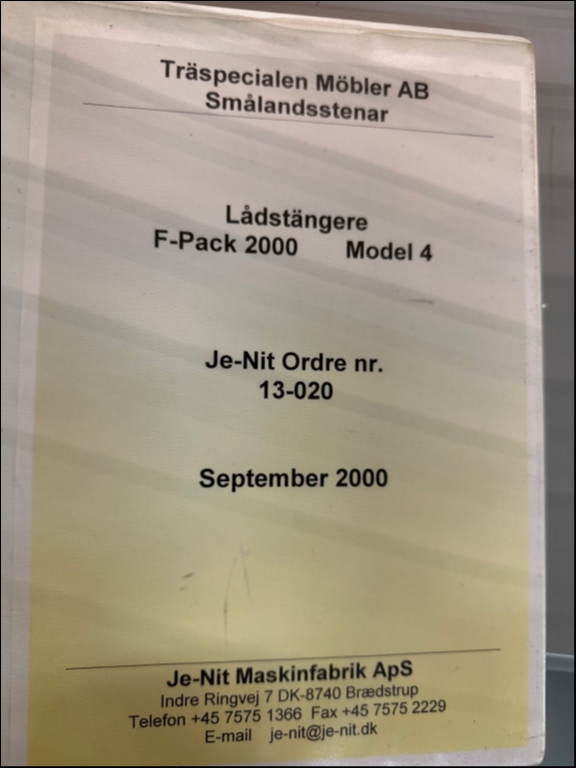 Träspecialen Möbler AB
Smålandsstenar
Lådstängere
F-Pack 2000 Model 4
Je-Nit Ordre nr.
13-020
September 2000
Je-Nit Maskinfabrik ApS
Indre Ringvej 7 DK-8740 Brædstrup
Telefon +45 7575 1366 Fax +45 7575 2229
E-mail je-nit@je-nit.dk